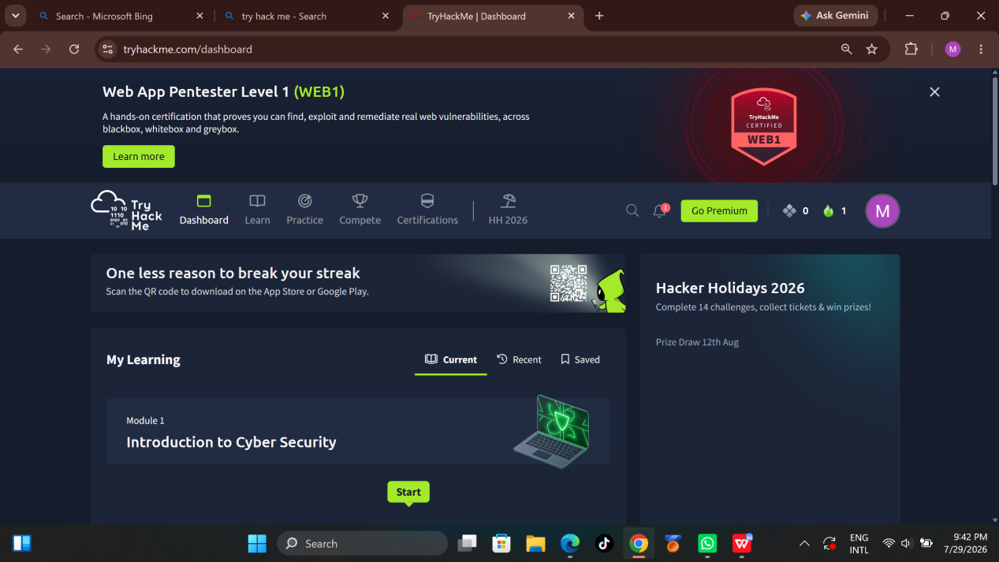 Search - Microsoft Bing
try hack me - Search
TryHackMe | Dashboard
Ask Gemini
tryhackme.com/dashboard
M
Web App Pentester Level 1 (WEB1)
A hands-on certification that proves you can find, exploit and remediate real web vulnerabilities, across
blackbox, whitebox and greybox.
Learn more
TryHackMe
CERTIFIED
WEB1
Try
Hack
Me
Dashboard
Learn
Practice
Compete
Certifications
HH 2026
1
Go Premium
0
1
M
One less reason to break your streak
Scan the QR code to download on the App Store or Google Play.
Hacker Holidays 2026
Complete 14 challenges, collect tickets & win prizes!
Prize Draw 12th Aug
My Learning
Current
Recent
Saved
Module 1
Introduction to Cyber Security
Start
Search
ENG
INTL
9:42 PM
7/29/2026